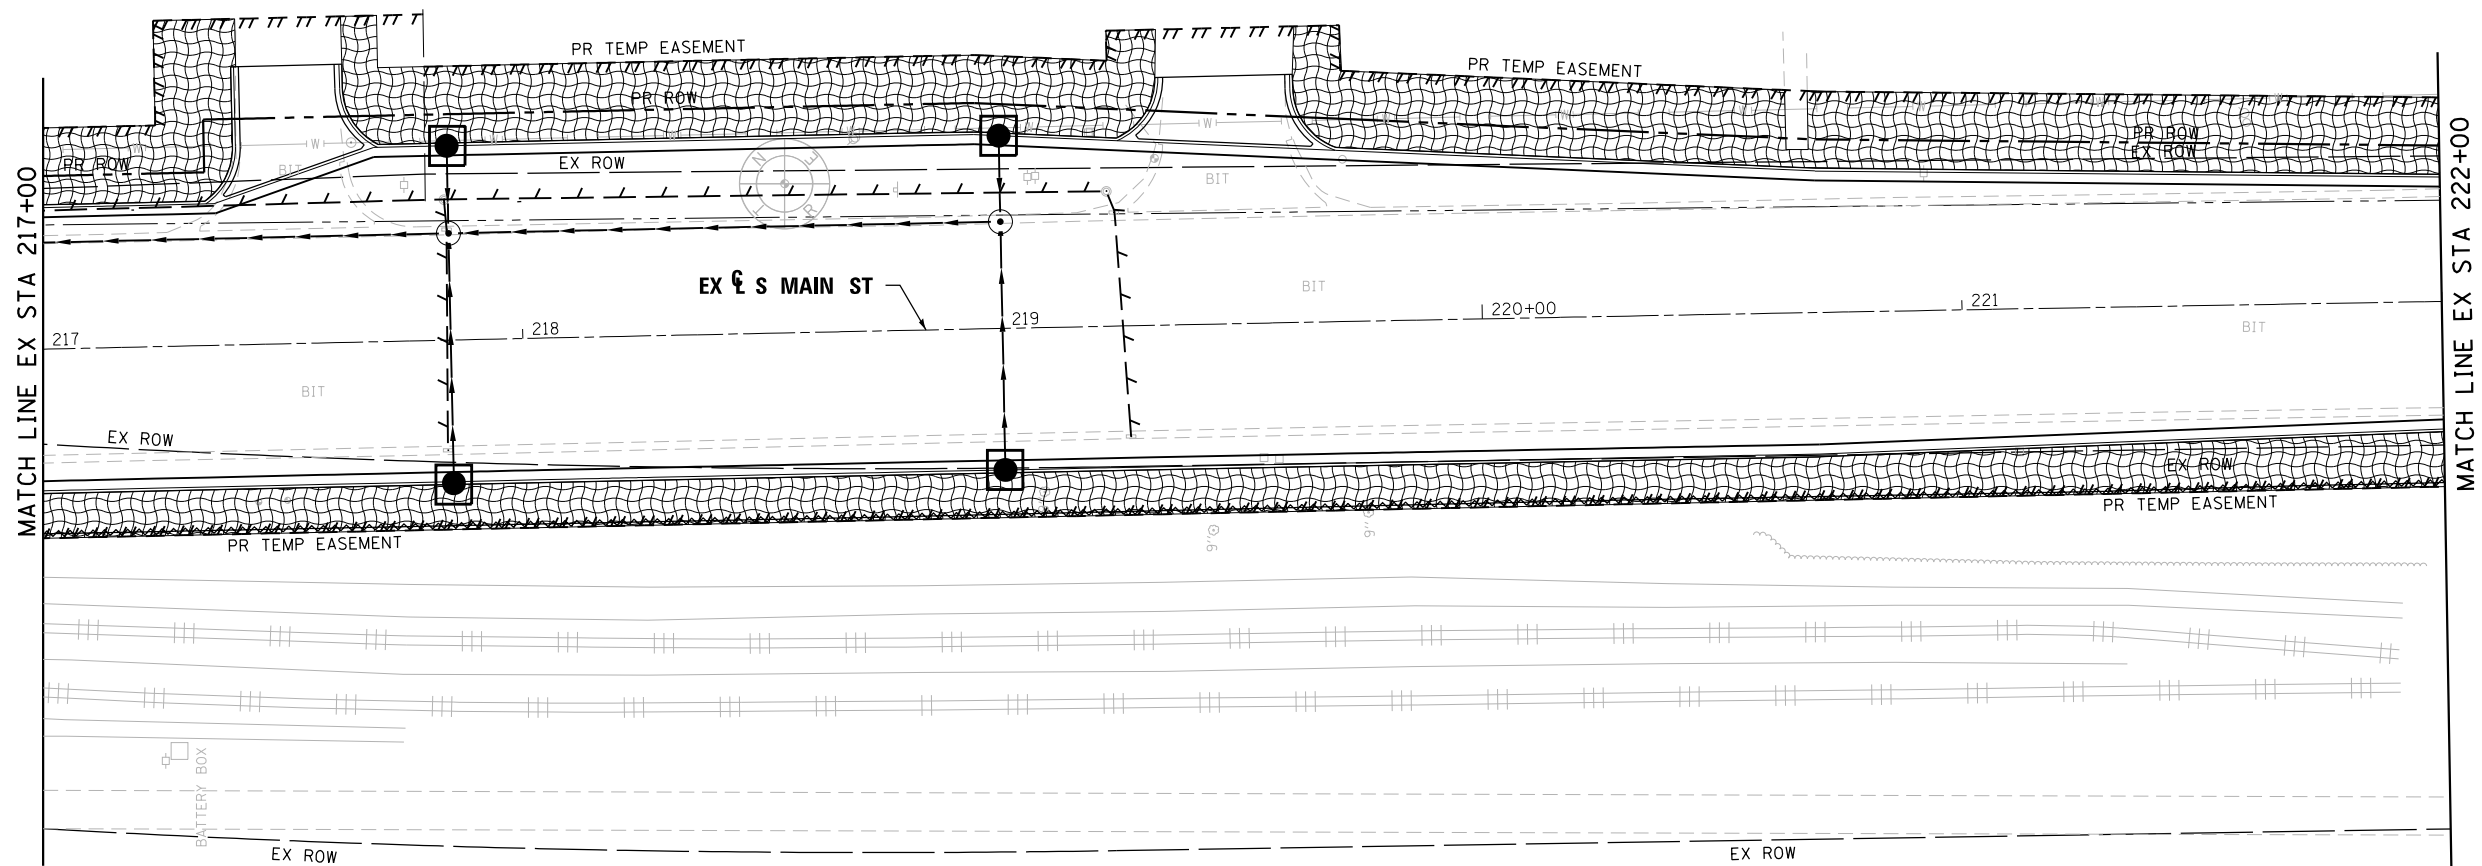 PR TEMP EASEMENT
PR TEMP EASEMENT
PR ROW
W
W
W
W
W
W
W
W
W
W
W
W
PR ROW
PR ROW
EX ROW
EX ROW
BIT
BIT
N
E
R
MATCH LINE EX STA 217+00
MATCH LINE EX STA 222+00
EX ℄ S MAIN ST
BIT
217
218
219
220+00
221
BIT
BIT
EX ROW
EX ROW
PR TEMP EASEMENT
PR TEMP EASEMENT
9"
9"
BATTERY BOX
EX ROW
EX ROW